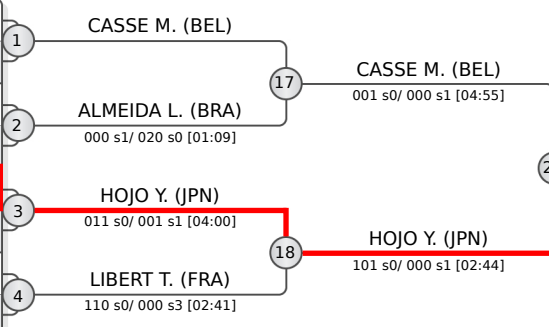 CASSE M. (BEL)
1
17
CASSE M. (BEL)
001 s0/ 000 s1 [04:55]
ALMEIDA L. (BRA)
2
000 s1/ 020 s0 [01:09]
HOJO Y. (JPN)
3
011 s0/ 001 s1 [04:00]
18
HOJO Y. (JPN)
101 s0/ 000 s1 [02:44]
LIBERT T. (FRA)
4
110 s0/ 000 s3 [02:41]